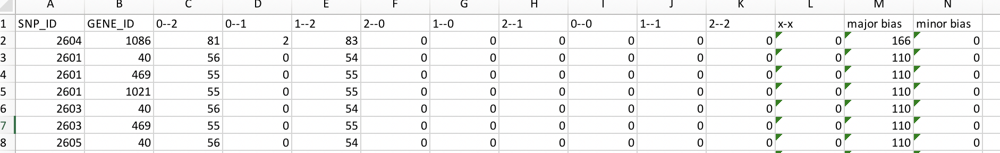 A B C D E F G H I J K L M N
1 SNP_ID GENE_ID 0--2 0--1 1--2 2--0 1--0 2--1 0--0 1--1 2--2 x-x major bias minor bias
2 2604 1086 81 2 83 0 0 0 0 0 0 0 166 0
3 2601 40 56 0 54 0 0 0 0 0 0 0 110 0
4 2601 469 55 0 55 0 0 0 0 0 0 0 110 0
5 2601 1021 55 0 55 0 0 0 0 0 0 0 110 0
6 2603 40 56 0 54 0 0 0 0 0 0 0 110 0
7 2603 469 55 0 55 0 0 0 0 0 0 0 110 0
8 2605 40 56 0 54 0 0 0 0 0 0 0 110 0